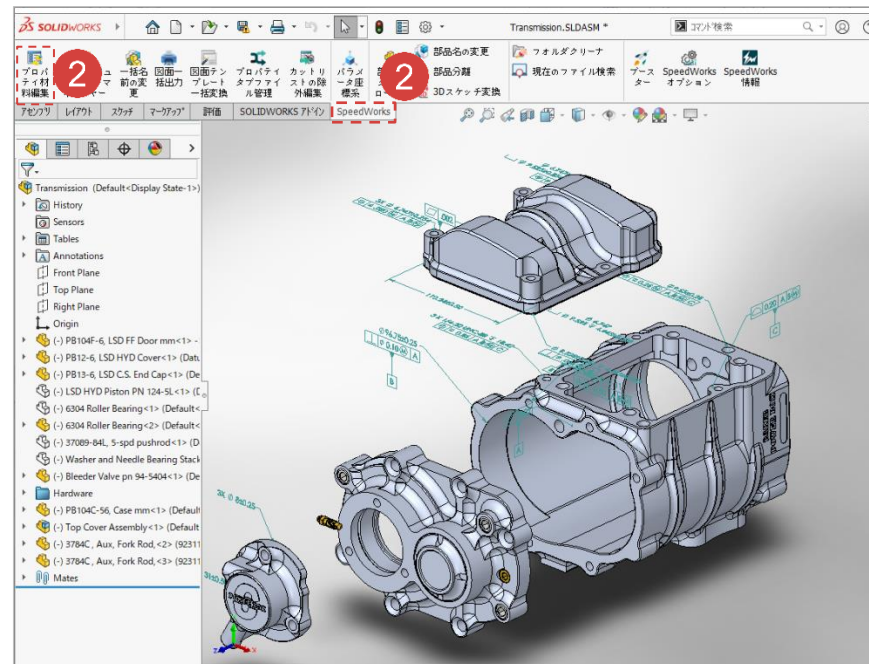 SOLIDWORKS
Transmission.SLDASM *
コマンド検索
プロパティ材料編集
2
一括名前の変更
図面一括出力
図面テンプレート一括変換
プロパティタブファイル管理
カットリストの除外編集
パラメータ座標系
2
部品名の変更
部品分離
3Dスケッチ変換
フォルダクリーナ
現在のファイル検索
ブースター
SpeedWorks オプション
SpeedWorks 情報
アセンブリ
レイアウト
スケッチ
マークアップ
評価
SOLIDWORKS アドイン
SpeedWorks
Transmission (Default<Display State-1>)
History
Sensors
Tables
Annotations
Front Plane
Top Plane
Right Plane
Origin
(-) PB104F-6, LSD FF Door mm<1> -
(-) PB12-6, LSD HYD Cover<1> (Datu
(-) PB13-6, LSD C.S. End Cap<1> (De
(-) LSD HYD Piston PN 124-5L<1> (D
(-) 6304 Roller Bearing<1> (Default<
(-) 6304 Roller Bearing<2> (Default<
(-) 37089-84L, 5-spd pushrod<1> (D
(-) Washer and Needle Bearing Stack
(-) Bleeder Valve pn 94-5404<1> (De
Hardware
(-) PB104C-56, Case mm<1> (Default
(-) Top Cover Assembly<1> (Default
(-) 3784C, Aux, Fork Rod,<2> (92311
(-) 3784C, Aux, Fork Rod,<3> (92311
Mates